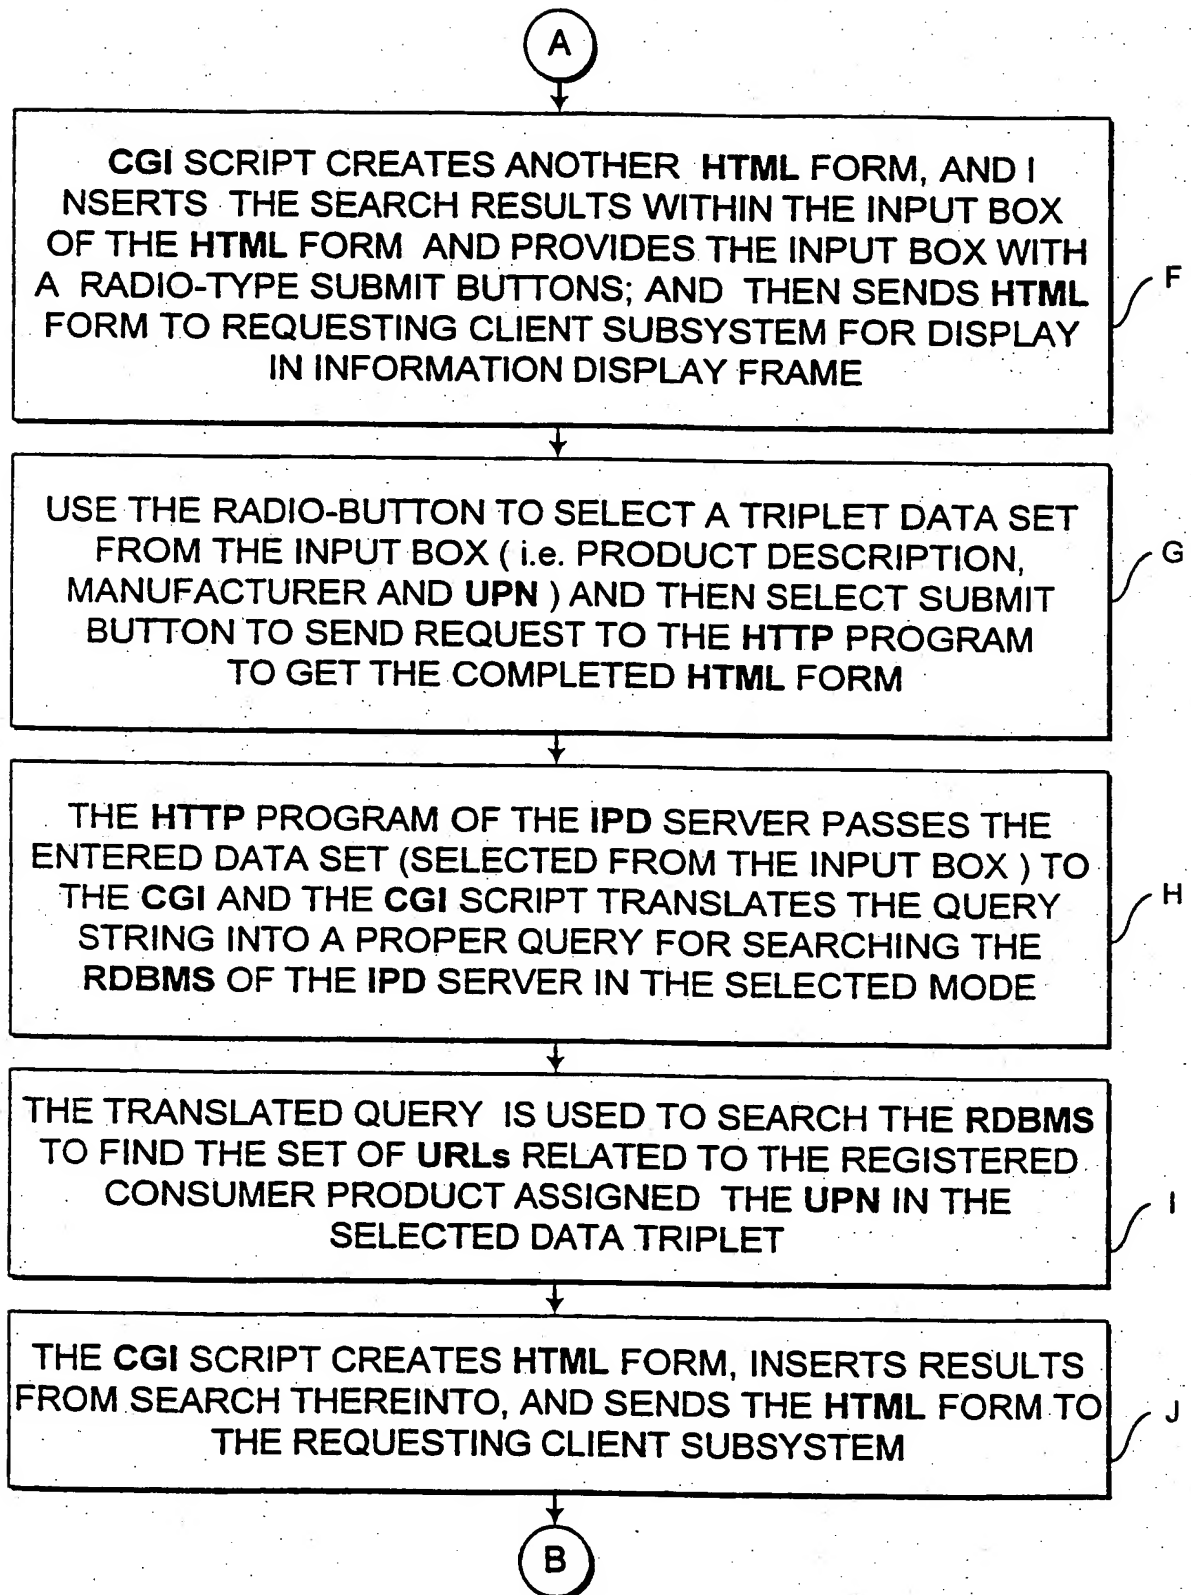 A
CGI SCRIPT CREATES ANOTHER HTML FORM, AND I
NSERTS THE SEARCH RESULTS WITHIN THE INPUT BOX
OF THE HTML FORM AND PROVIDES THE INPUT BOX WITH
A RADIO-TYPE SUBMIT BUTTONS; AND THEN SENDS HTML
FORM TO REQUESTING CLIENT SUBSYSTEM FOR DISPLAY
IN INFORMATION DISPLAY FRAME
F
USE THE RADIO-BUTTON TO SELECT A TRIPLET DATA SET
FROM THE INPUT BOX ( i.e. PRODUCT DESCRIPTION,
MANUFACTURER AND UPN ) AND THEN SELECT SUBMIT
BUTTON TO SEND REQUEST TO THE HTTP PROGRAM
TO GET THE COMPLETED HTML FORM
G
THE HTTP PROGRAM OF THE IPD SERVER PASSES THE
ENTERED DATA SET (SELECTED FROM THE INPUT BOX ) TO
THE CGI AND THE CGI SCRIPT TRANSLATES THE QUERY
STRING INTO A PROPER QUERY FOR SEARCHING THE
RDBMS OF THE IPD SERVER IN THE SELECTED MODE
H
THE TRANSLATED QUERY IS USED TO SEARCH THE RDBMS
TO FIND THE SET OF URLs RELATED TO THE REGISTERED
CONSUMER PRODUCT ASSIGNED THE UPN IN THE
SELECTED DATA TRIPLET
I
THE CGI SCRIPT CREATES HTML FORM, INSERTS RESULTS
FROM SEARCH THEREINTO, AND SENDS THE HTML FORM TO
THE REQUESTING CLIENT SUBSYSTEM
J
B